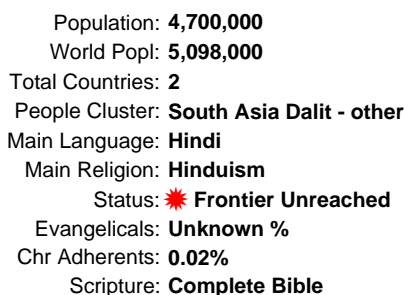 Population: 4,700,000
World Popl: 5,098,000
Total Countries: 2
People Cluster: South Asia Dalit - other
Main Language: Hindi
Main Religion: Hinduism
Status: Frontier Unreached
Evangelicals: Unknown %
Chr Adherents: 0.02%
Scripture: Complete Bible